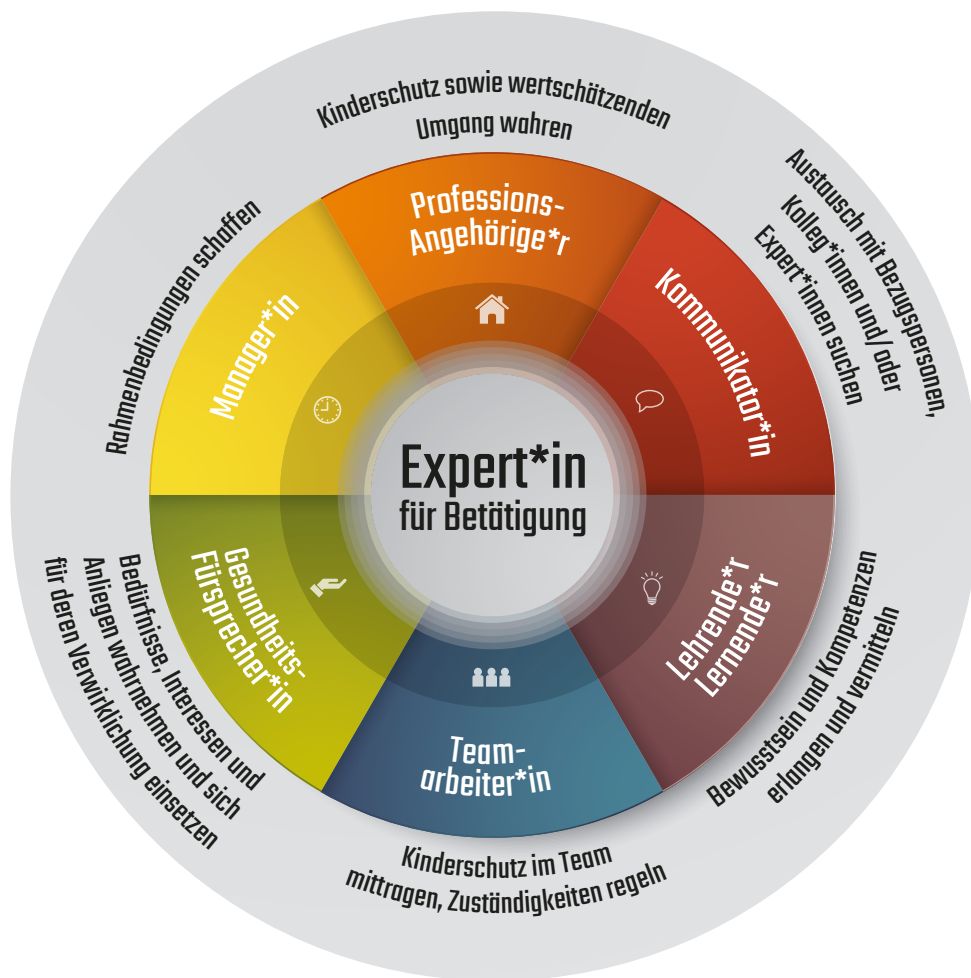 Kinderschutz sowie wertschätzenden
Umgang wahren
Professions-
Angehörige*r
Austausch mit Bezugspersonen,
Kolleg*innen und/oder
Expert*innen suchen
Kommunikator*in
Bewusstsein und Kompetenzen
erlangen und vermitteln
Lehrende*r
Lernende*r
Kinderschutz im Team
mittragen, Zuständigkeiten regeln
Team-
arbeiter*in
Bedürfnisse, Interessen und
Anliegen wahrnehmen und sich
für deren Verwirklichung einsetzen
Gesundheits-
Fürsprecher*in
Rahmenbedingungen schaffen
Manager*in
Expert*in
für Betätigung